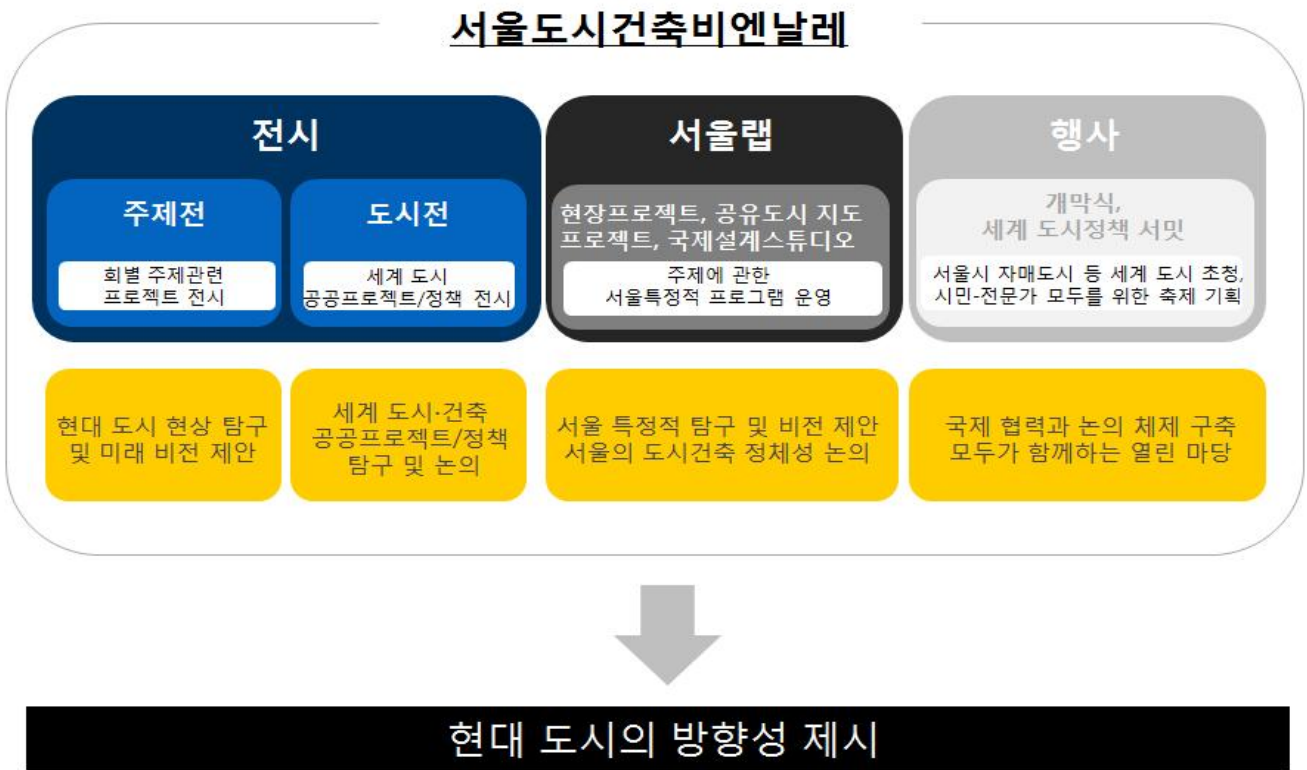 서울도시건축비엔날레
전시
주제전
회별 주제관련
프로젝트 전시
도시전
세계 도시
공공프로젝트/정책 전시
서울랩
현장프로젝트, 공유도시 지도
프로젝트, 국제설계스튜디오
주제에 관한
서울특정적 프로그램 운영
행사
개막식,
세계 도시정책 서밋
서울시 자매도시 등 세계 도시 초청,
시민-전문가 모두를 위한 축제 기획
현대 도시 현상 탐구
및 미래 비전 제안
세계 도시·건축
공공프로젝트/정책
탐구 및 논의
서울 특정적 탐구 및 비전 제안
서울의 도시건축 정체성 논의
국제 협력과 논의 체제 구축
모두가 함께하는 열린 마당
현대 도시의 방향성 제시